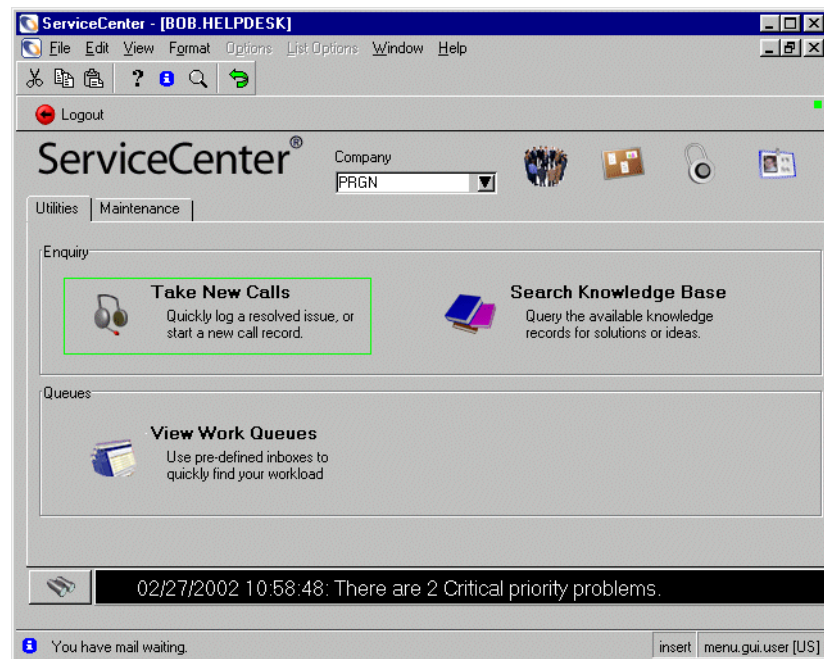 ServiceCenter - [BOB.HELPDESK]
File Edit View Format Options List Options Window Help
?
Logout
ServiceCenter®
Company
PRGN
Utilities Maintenance
Enquiry
Take New Calls
Quickly log a resolved issue, or
start a new call record.
Search Knowledge Base
Query the available knowledge
records for solutions or ideas.
Queues
View Work Queues
Use pre-defined inboxes to
quickly find your workload
02/27/2002 10:58:48: There are 2 Critical priority problems.
You have mail waiting.
insert menu.gui.user [US]